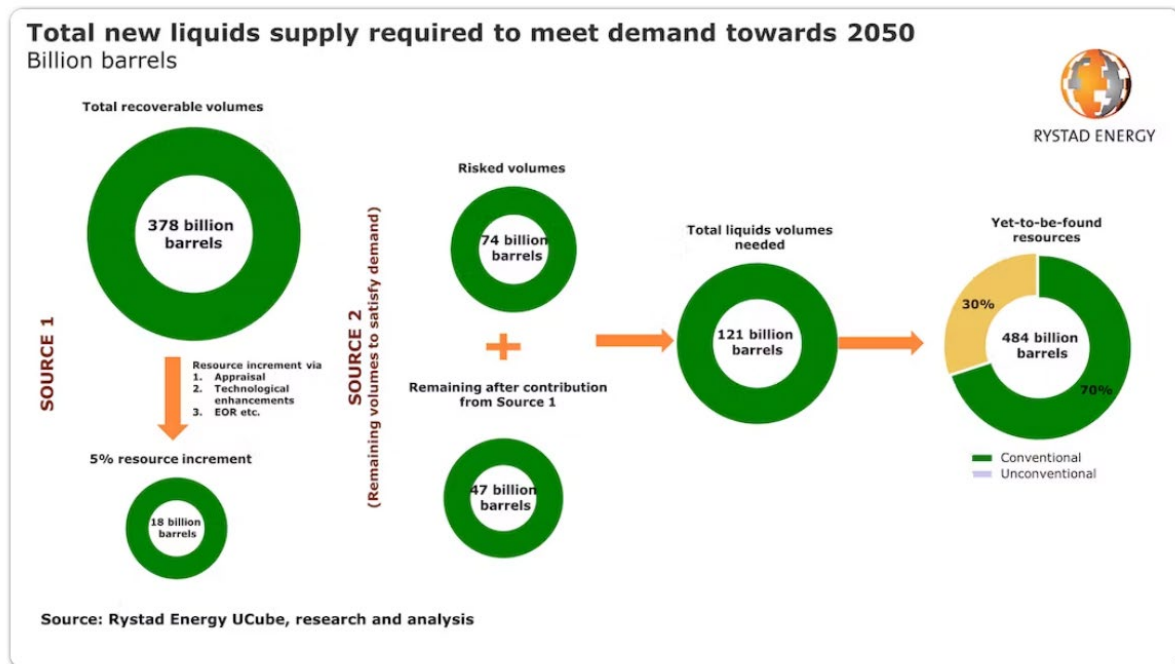 Total new liquids supply required to meet demand towards 2050
Billion barrels
RYSTAD ENERGY
Total recoverable volumes
378 billion
barrels
SOURCE 1
Resource increment via
1. Appraisal
2. Technological
enhancements
3. EOR etc.
5% resource increment
18 billion
barrels
SOURCE 2
(Remaining volumes to satisfy demand)
Risked volumes
74 billion
barrels
+
Remaining after contribution
from Source 1
47 billion
barrels
Total liquids volumes
needed
121 billion
barrels
Yet-to-be-found
resources
30%
484 billion
barrels
70%
Conventional
Unconventional
Source: Rystad Energy UCube, research and analysis